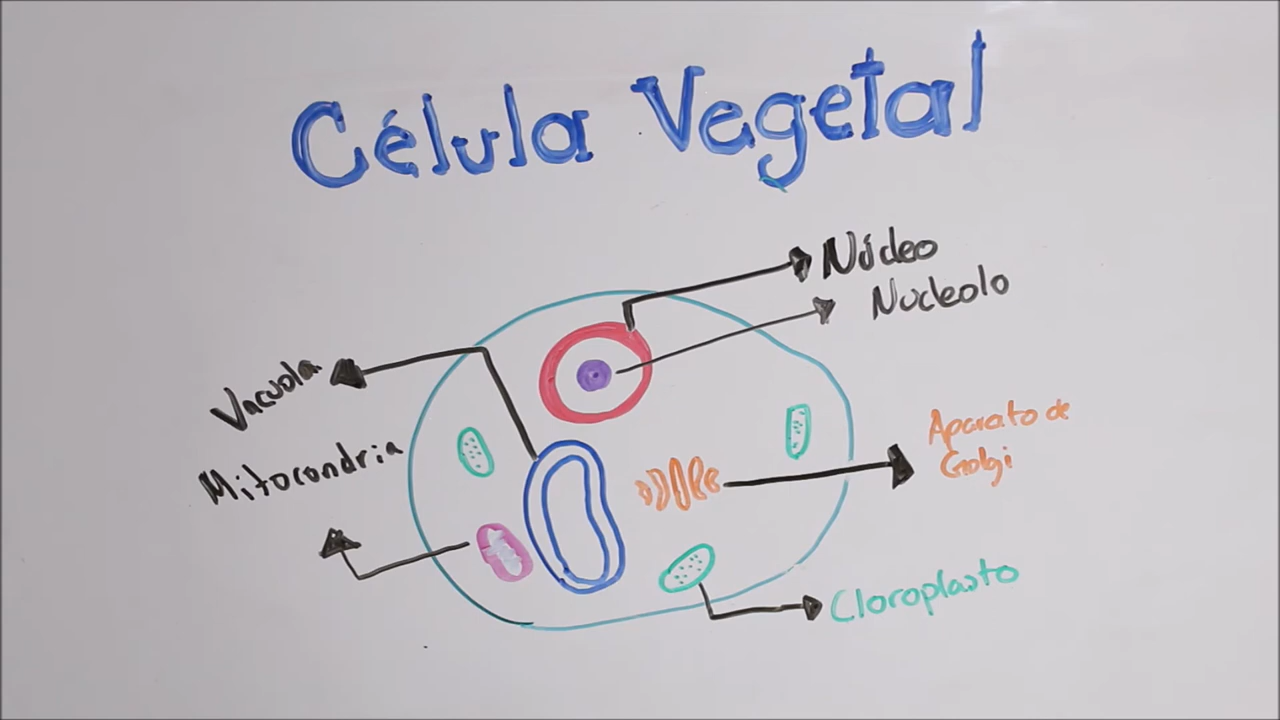 Célula Vegetal
Núcleo
Nucleolo
Vacuola
Mitocondria
Aparato de
Golgi
Cloroplasto